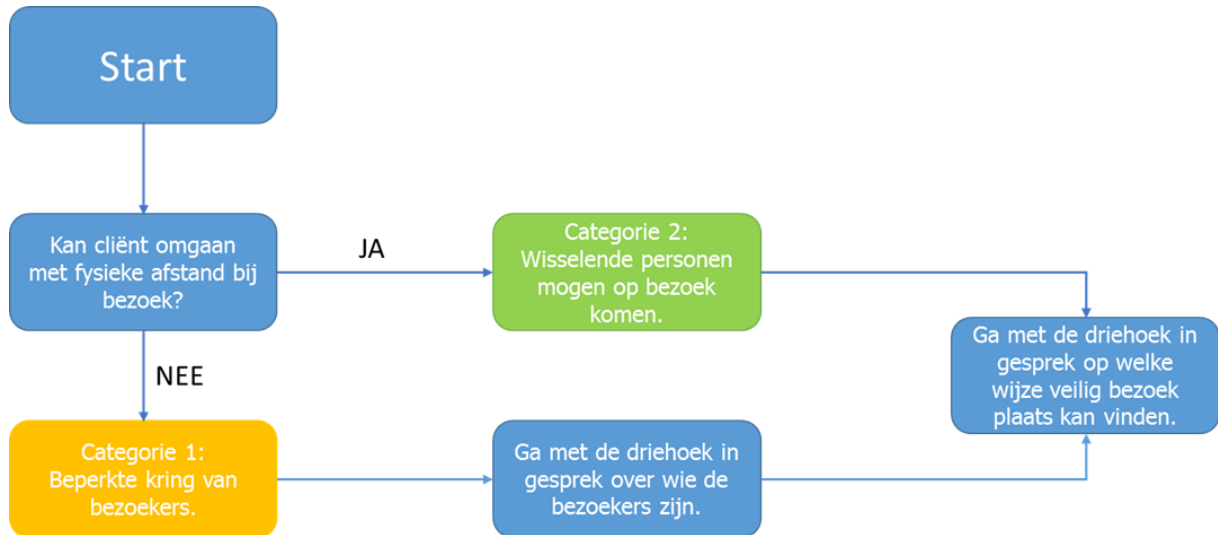 Start
Kan cliënt omgaan
met fysieke afstand bij
bezoek?
JA
Categorie 2:
Wisselende personen
mogen op bezoek
komen.
Ga met de driehoek in
gesprek op welke
wijze veilig bezoek
plaats kan vinden.
NEE
Categorie 1:
Beperkte kring van
bezoekers.
Ga met de driehoek in
gesprek over wie de
bezoekers zijn.